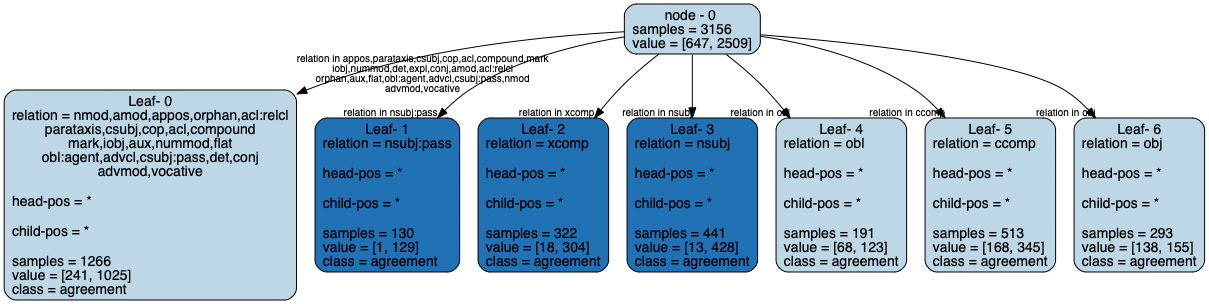 node - 0
samples = 3156
value = [647, 2509]
relation in appos,parataxis,csubj,cop,acl,compound,mark
iobj,nummod,det,expl,conj,amod,acl:relcl
orphan,aux,flat,obl:agent,advcl,csubj:pass,nmod
advmod,vocative
relation in nsubj:pass
relation in xcomp
relation in nsubj
relation in obl
relation in ccomp
relation in obj
Leaf- 0
relation = nmod,amod,appos,orphan,acl:relcl
parataxis,csubj,cop,acl,compound
mark,iobj,aux,nummod,flat
obl:agent,advcl,csubj:pass,det,conj
advmod,vocative
head-pos = *
child-pos = *
samples = 1266
value = [241, 1025]
class = agreement
Leaf- 1
relation = nsubj:pass
head-pos = *
child-pos = *
samples = 130
value = [1, 129]
class = agreement
Leaf- 2
relation = xcomp
head-pos = *
child-pos = *
samples = 322
value = [18, 304]
class = agreement
Leaf- 3
relation = nsubj
head-pos = *
child-pos = *
samples = 441
value = [13, 428]
class = agreement
Leaf- 4
relation = obl
head-pos = *
child-pos = *
samples = 191
value = [68, 123]
class = agreement
Leaf- 5
relation = ccomp
head-pos = *
child-pos = *
samples = 513
value = [168, 345]
class = agreement
Leaf- 6
relation = obj
head-pos = *
child-pos = *
samples = 293
value = [138, 155]
class = agreement